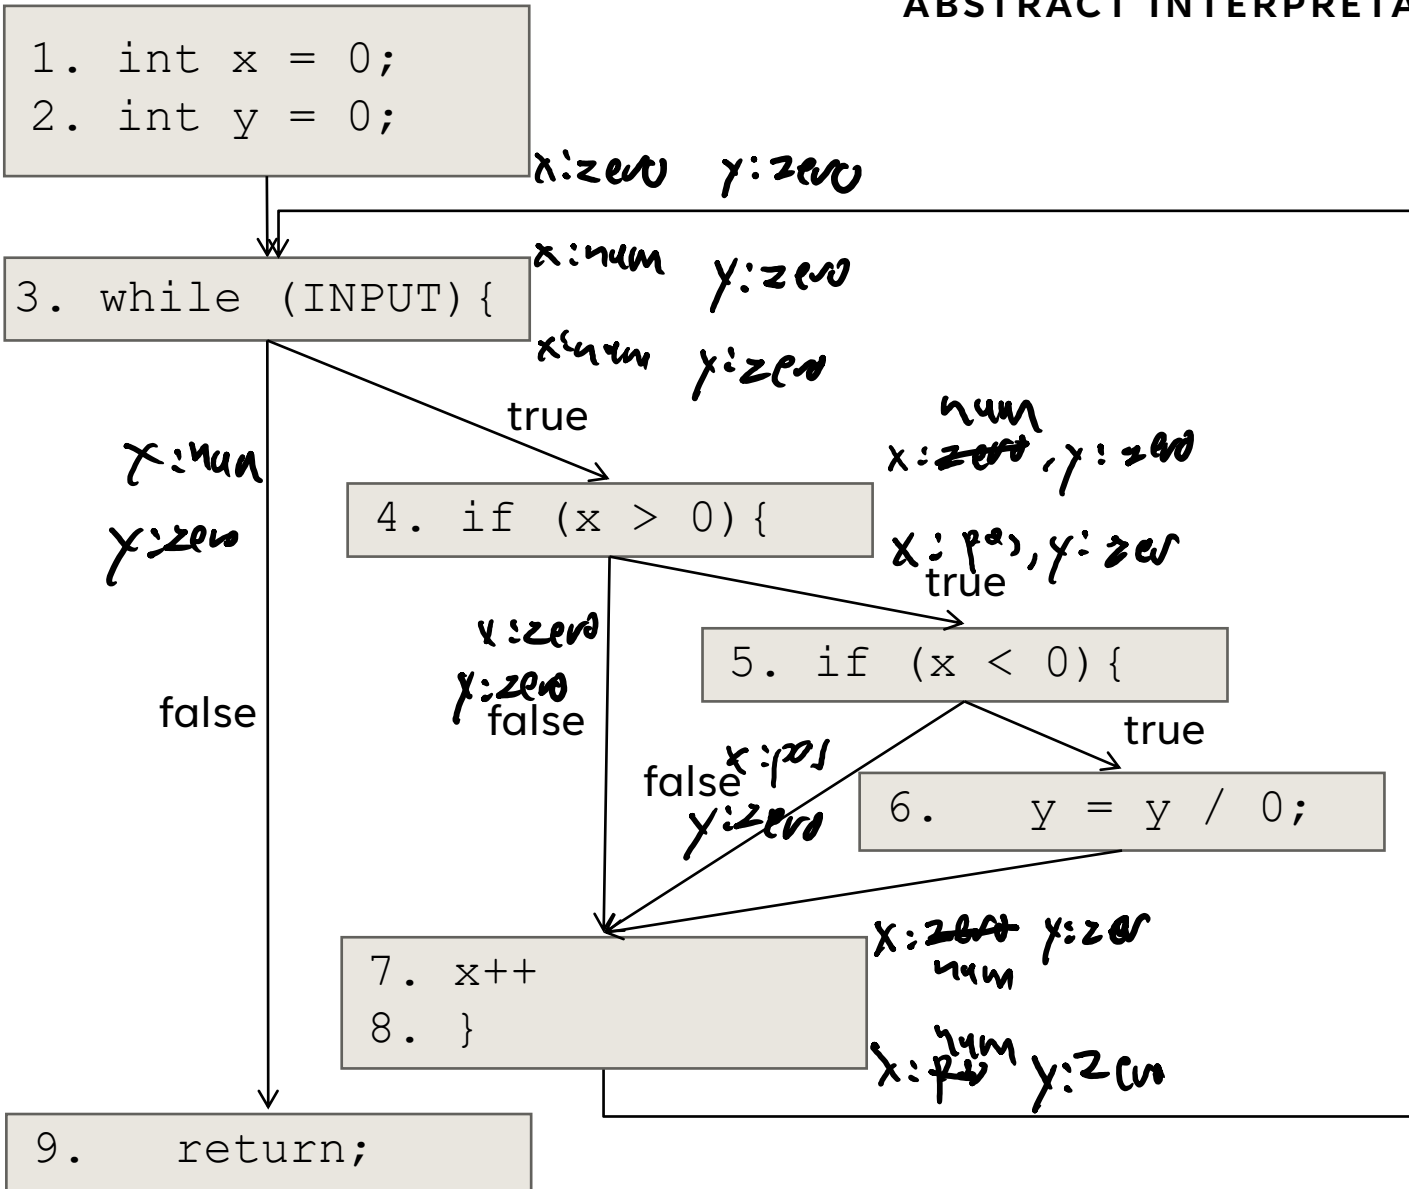 ABSTRACT INTERPRETA
1. int x = 0;
2. int y = 0;
x:zero y:zero
x:num y:zero
3. while (INPUT){
x:num y:zero
true
num
x:zero, y:zero
x:num
y:zero
4. if (x > 0){
x:pos, y:zer
true
x:zero
y:zero
false
5. if (x < 0){
false
true
x:pos
false
y:zero
6. y = y / 0;
x:zero y:zer
num
7. x++
8. }
num
x:pos y:zero
9. return;